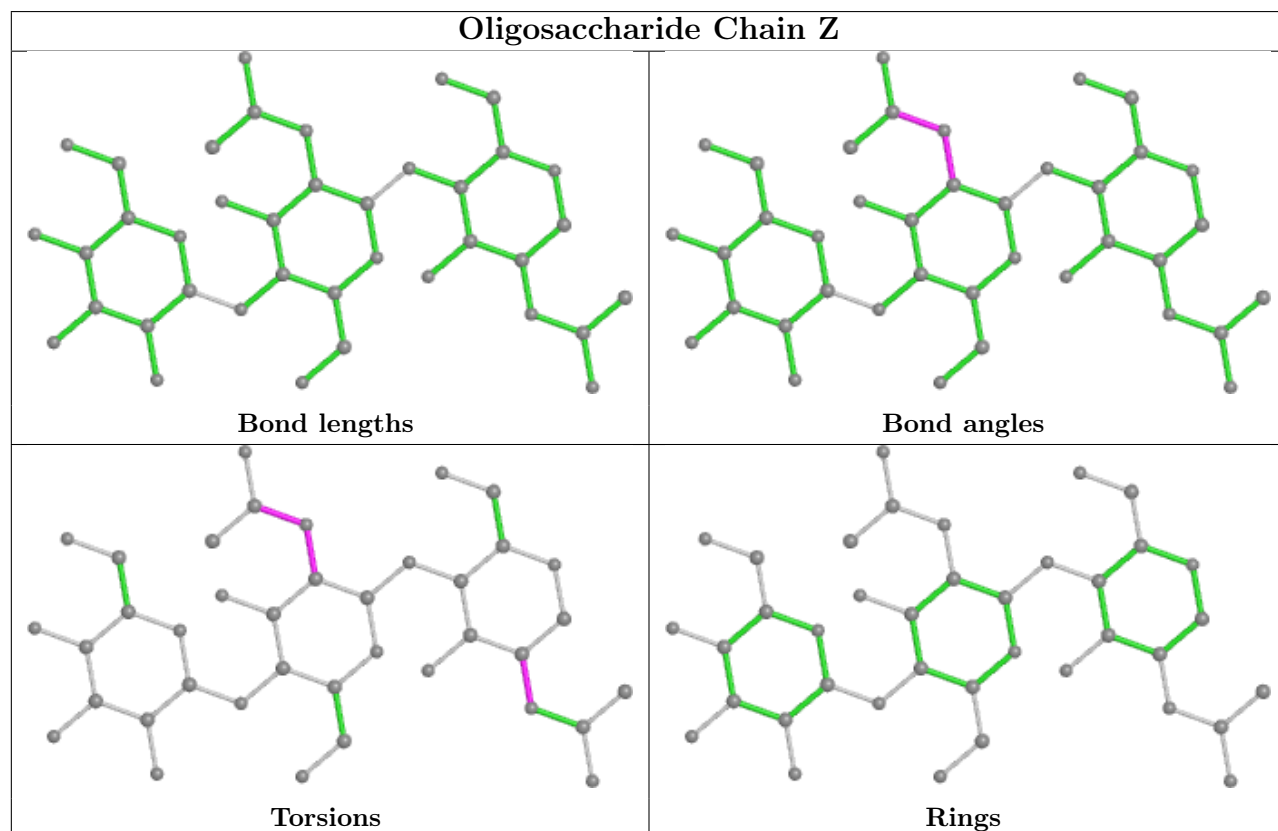 Oligosaccharide Chain Z
Bond lengths
Bond angles
Torsions
Rings